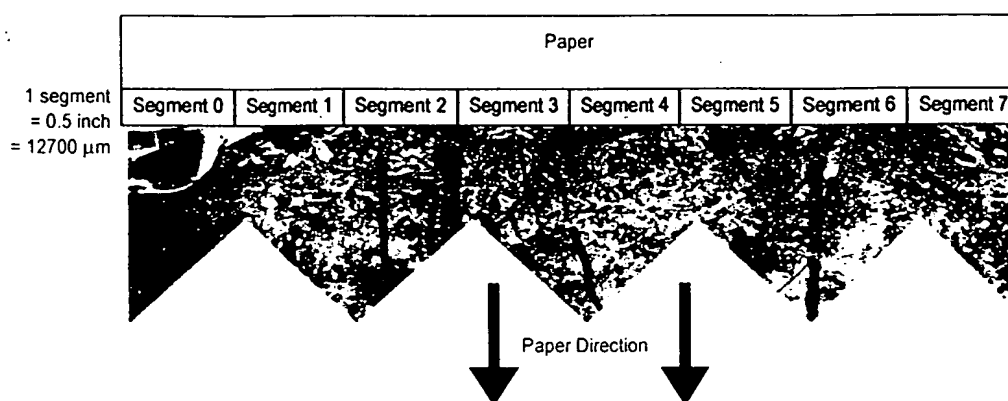 Paper
1 segment
= 0.5 inch
= 12700 µm
Segment 0 Segment 1 Segment 2 Segment 3 Segment 4 Segment 5 Segment 6 Segment 7
Paper Direction